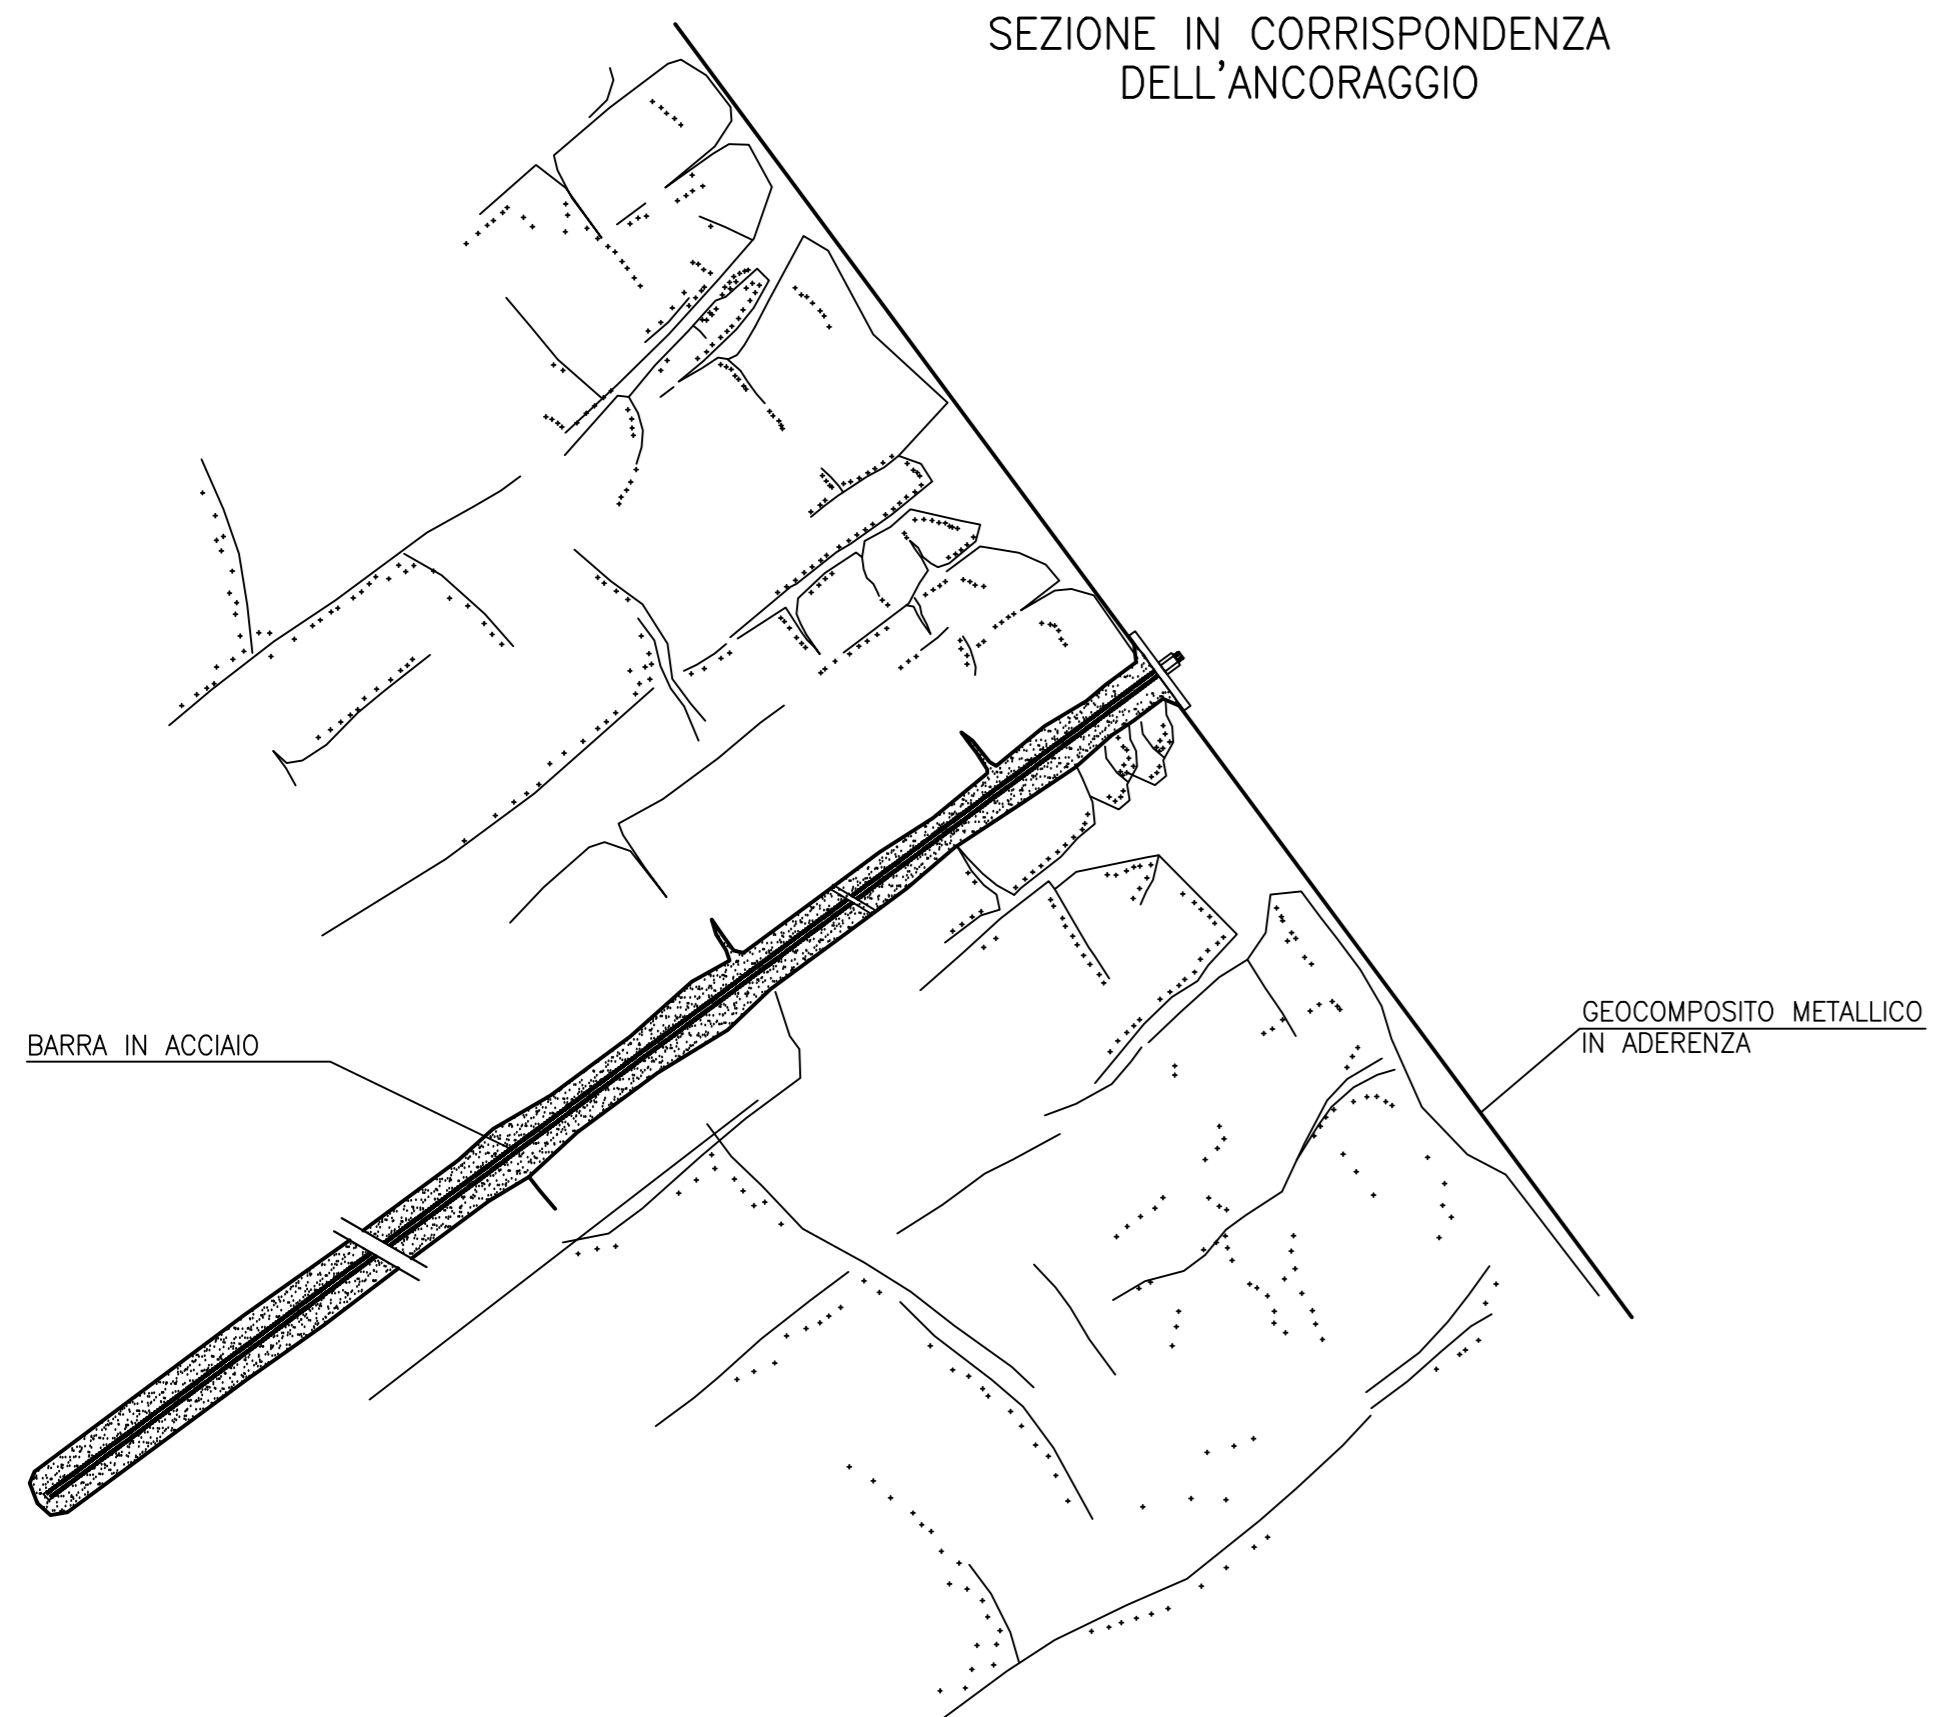 SEZIONE IN CORRISPONDENZA
DELL'ANCORAGGIO
GEOCOMPOSITO METALLICO
IN ADERENZA
BARRA IN ACCIAIO